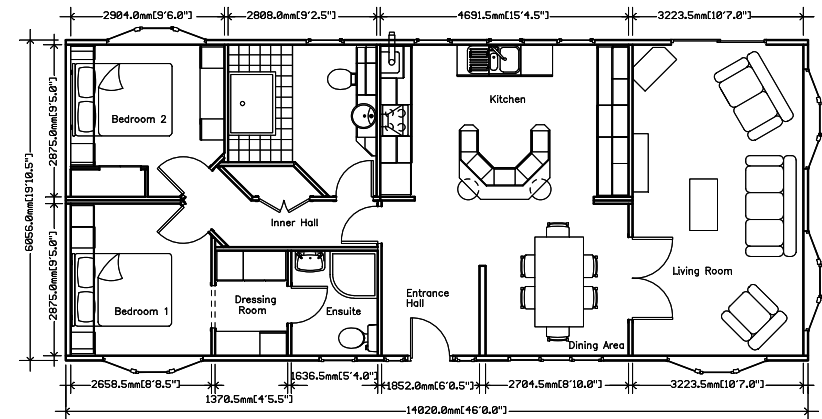 2904.0mm[9'6.0"]
2808.0mm[9'2.5"]
4691.5mm[15'4.5"]
3223.5mm[10'7.0"]
6056.0mm[19'10.5"]
2875.0mm[9'5.0"]
2875.0mm[9'5.0"]
Bedroom 2
Kitchen
Inner Hall
Living Room
Bedroom 1
Dressing
Room
Ensuite
Entrance
Hall
Dining Area
2658.5mm[8'8.5"]
1370.5mm[4'5.5"]
1636.5mm[5'4.0"]
1852.0mm[6'0.5"]
2704.5mm[8'10.0"]
3223.5mm[10'7.0"]
14020.0mm[46'0.0"]